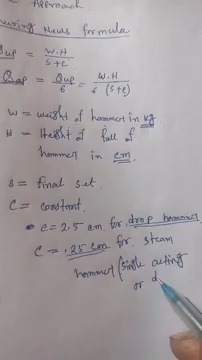 Approach
Engineering News formula
Qup = W.H / S+C
Qap = Qup / 6 = W.H / 6 (S+C)
W = weight of hammer in kg
H = Height of fall of
hammer in cm
S = final set.
C = constant.
• C = 2.5 cm for drop hammer
C = .25 cm for steam
hammer (single acting
or d